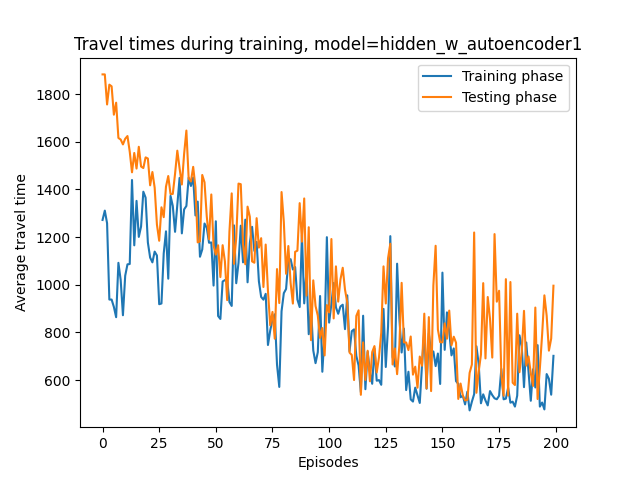 Travel times during training, model=hidden_w_autoencoder1
Training phase
Testing phase
Average travel time
1800
1600
1400
1200
1000
800
600
0 25 50 75 100 125 150 175 200
Episodes